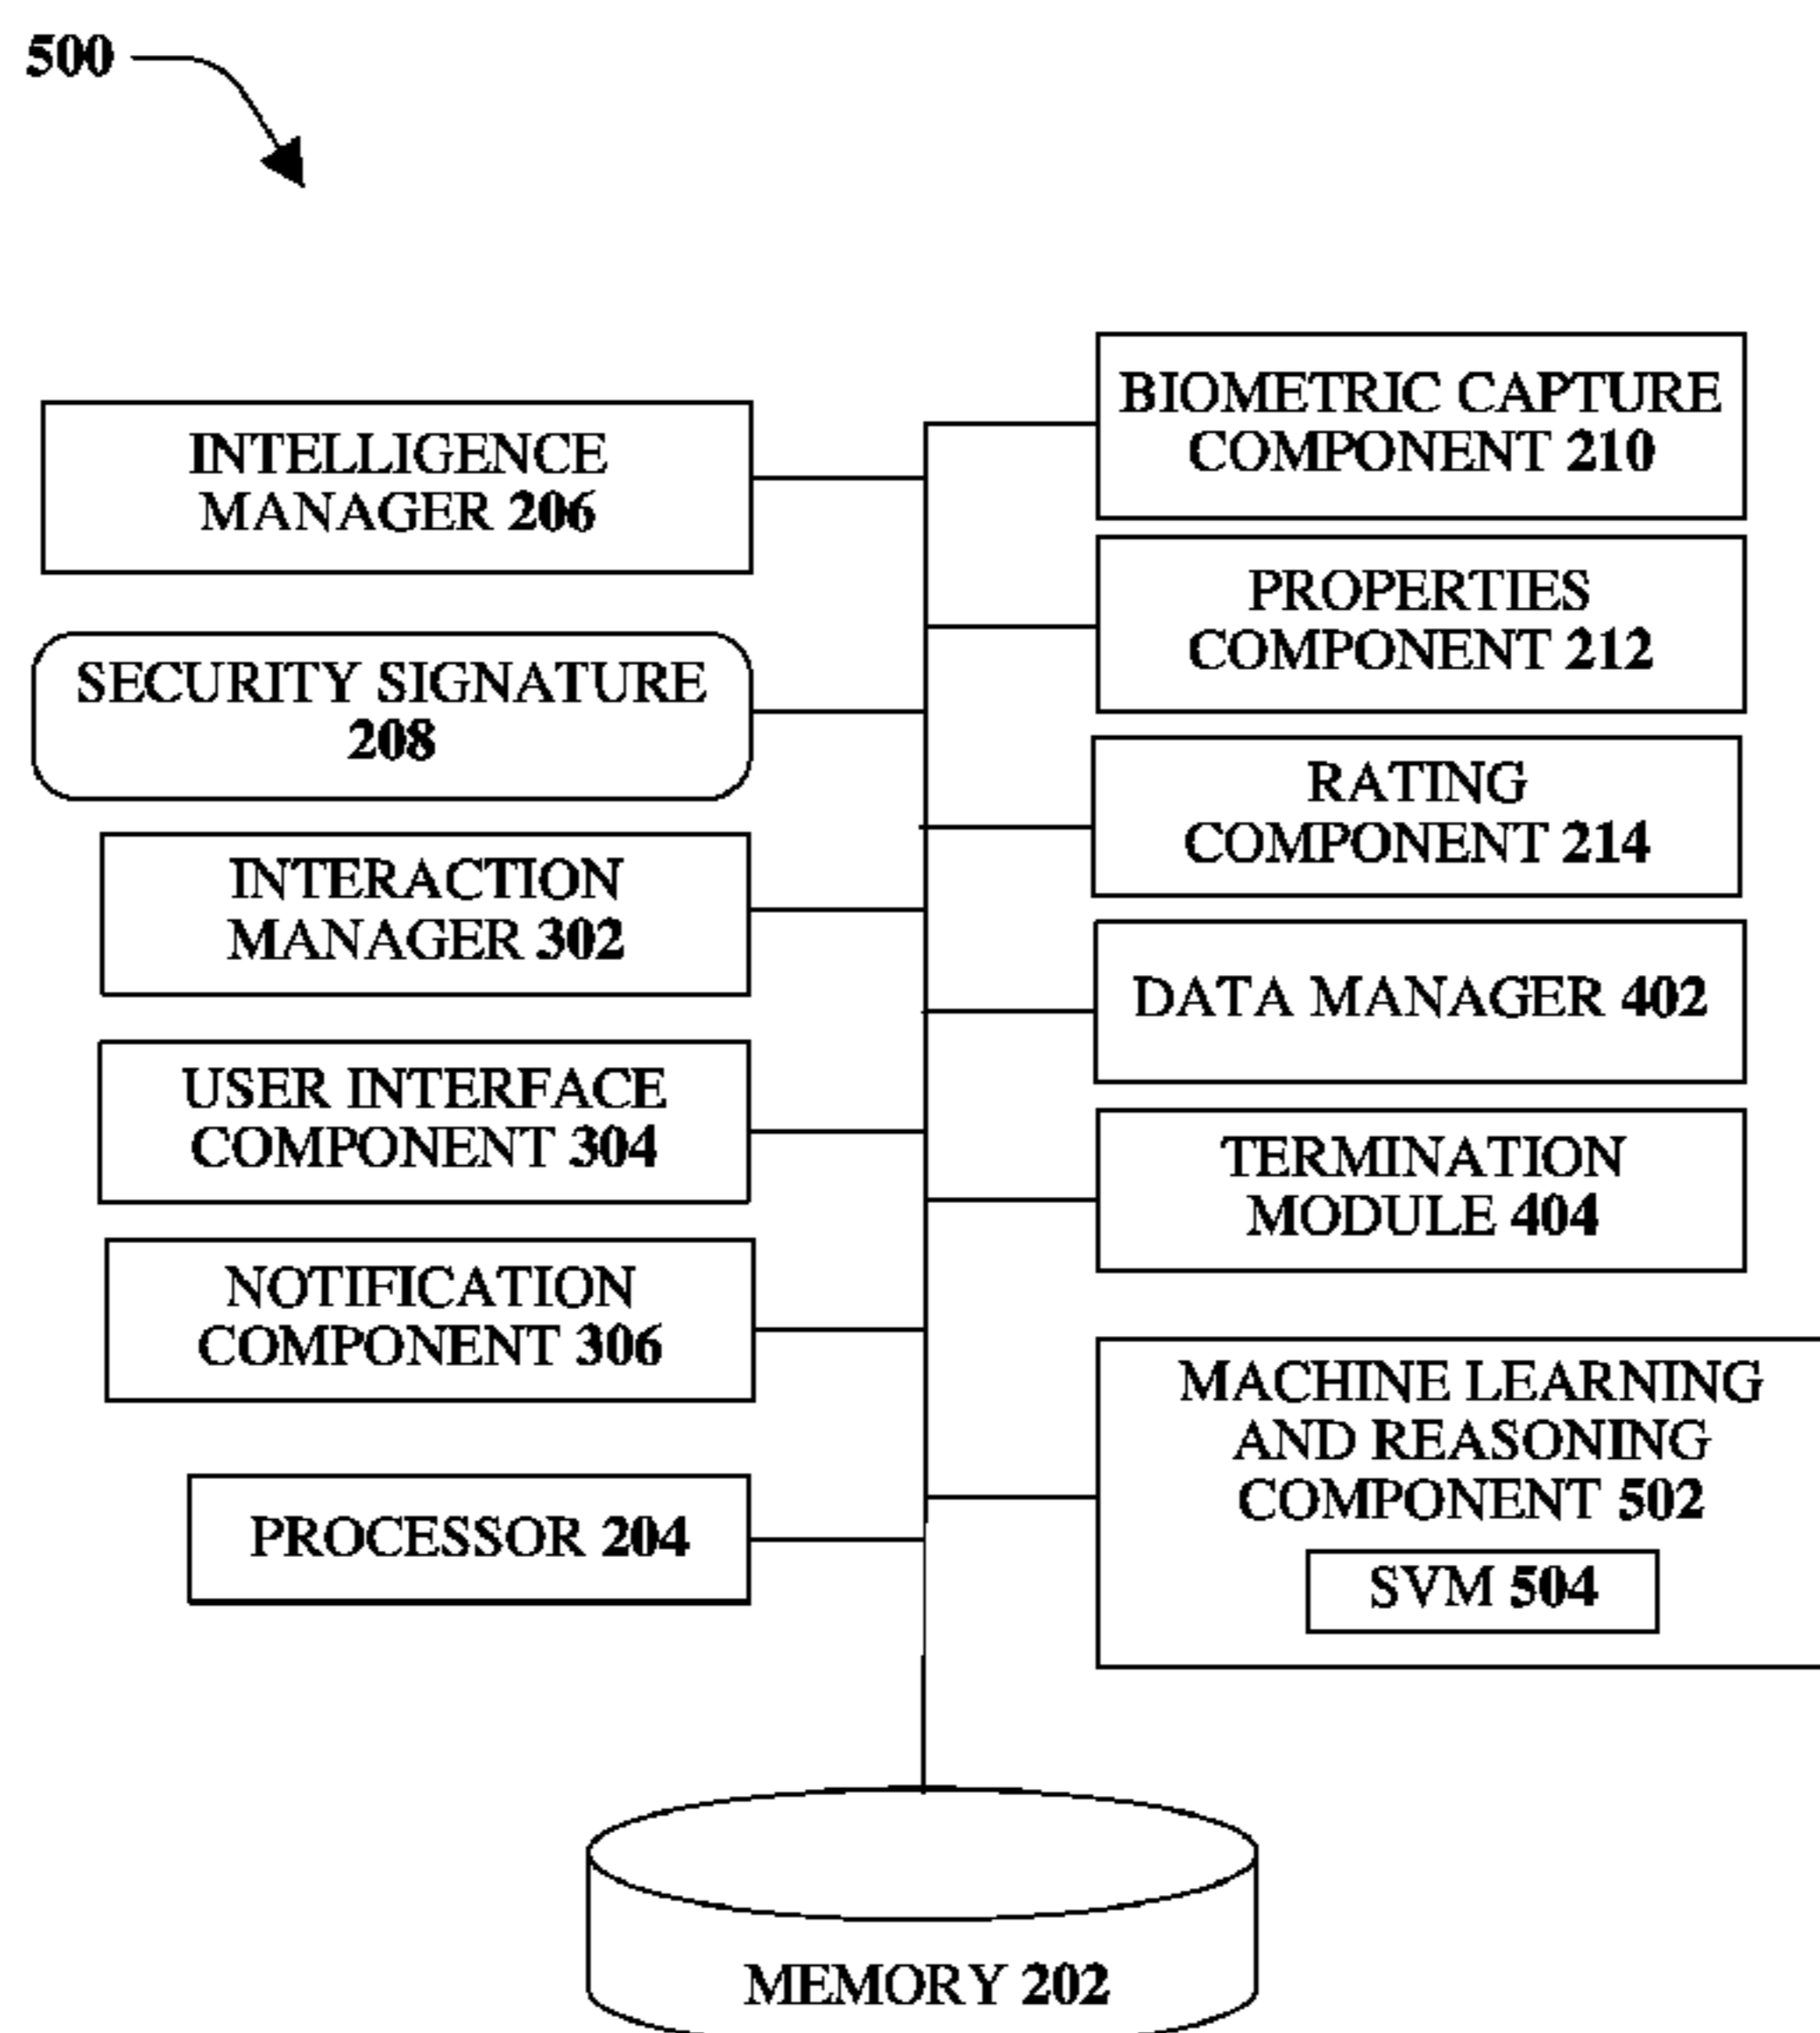 500
INTELLIGENCE
MANAGER 206
SECURITY SIGNATURE
208
INTERACTION
MANAGER 302
USER INTERFACE
COMPONENT 304
NOTIFICATION
COMPONENT 306
PROCESSOR 204
BIOMETRIC CAPTURE
COMPONENT 210
PROPERTIES
COMPONENT 212
RATING
COMPONENT 214
DATA MANAGER 402
TERMINATION
MODULE 404
MACHINE LEARNING
AND REASONING
COMPONENT 502
SVM 504
MEMORY 202